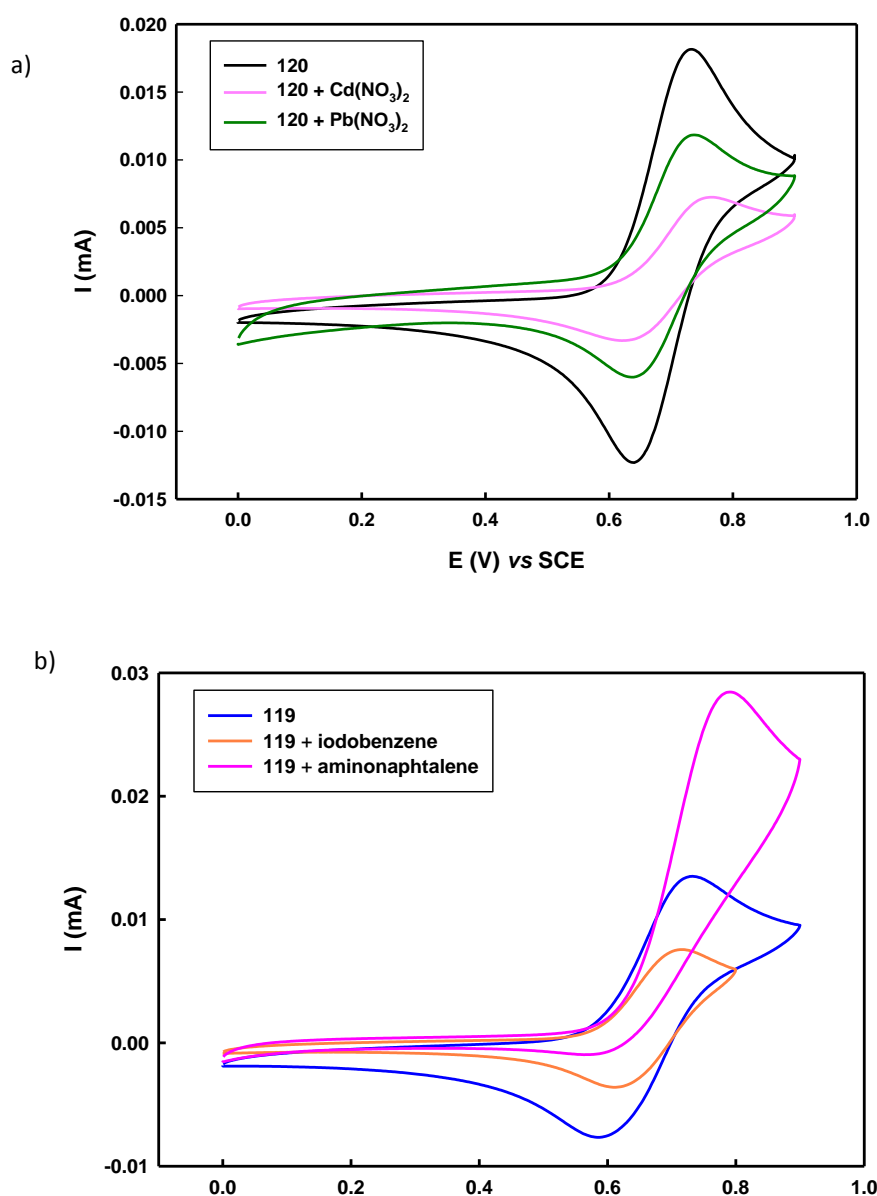 a)
0.020
0.015
0.010
0.005
0.000
-0.005
-0.010
-0.015
I (mA)
120
120 + Cd(NO3)2
120 + Pb(NO3)2
0.0 0.2 0.4 0.6 0.8 1.0
E (V) vs SCE
b)
0.03
0.02
0.01
0.00
-0.01
I (mA)
119
119 + iodobenzene
119 + aminonaphtalene
0.0 0.2 0.4 0.6 0.8 1.0